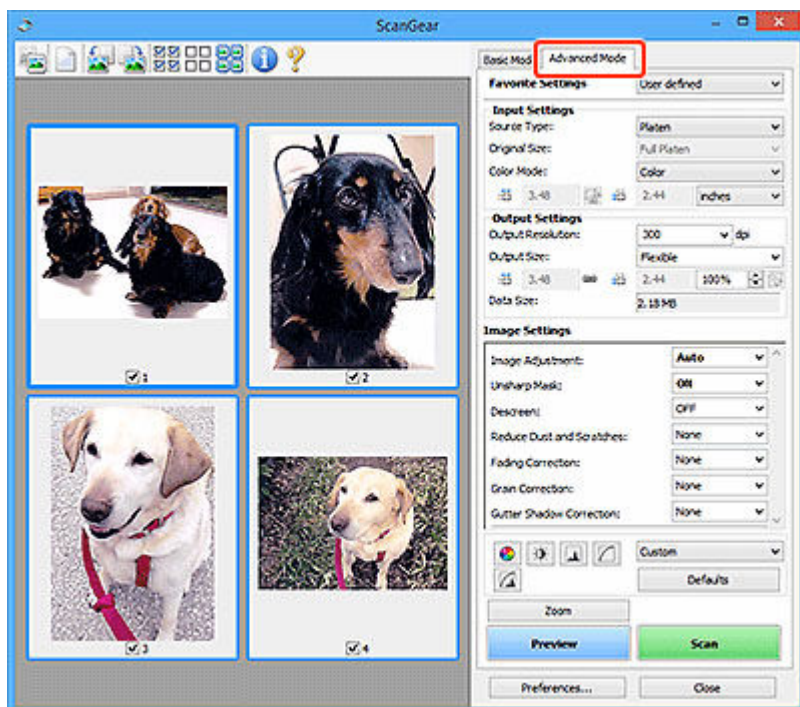 ScanGear
Basic Mod Advanced Mode
Favorite Settings User defined
Input Settings
Source Type: Platen
Original Size: Full Platen
Color Mode: Color
3.48 2.44 inches
Output Settings
Output Resolution: 300 dpi
Output Size: Flexible
3.48 2.44 100%
Data Size: 2.18 MB
Image Settings
Image Adjustment: Auto
Unsharp Mask: ON
Descreen: OFF
Reduce Dust and Scratches: None
Fading Correction: None
Grain Correction: None
Gutter Shadow Correction: None
Custom
Defaults
Zoom
Preview Scan
Preferences... Close
1
2
3
4